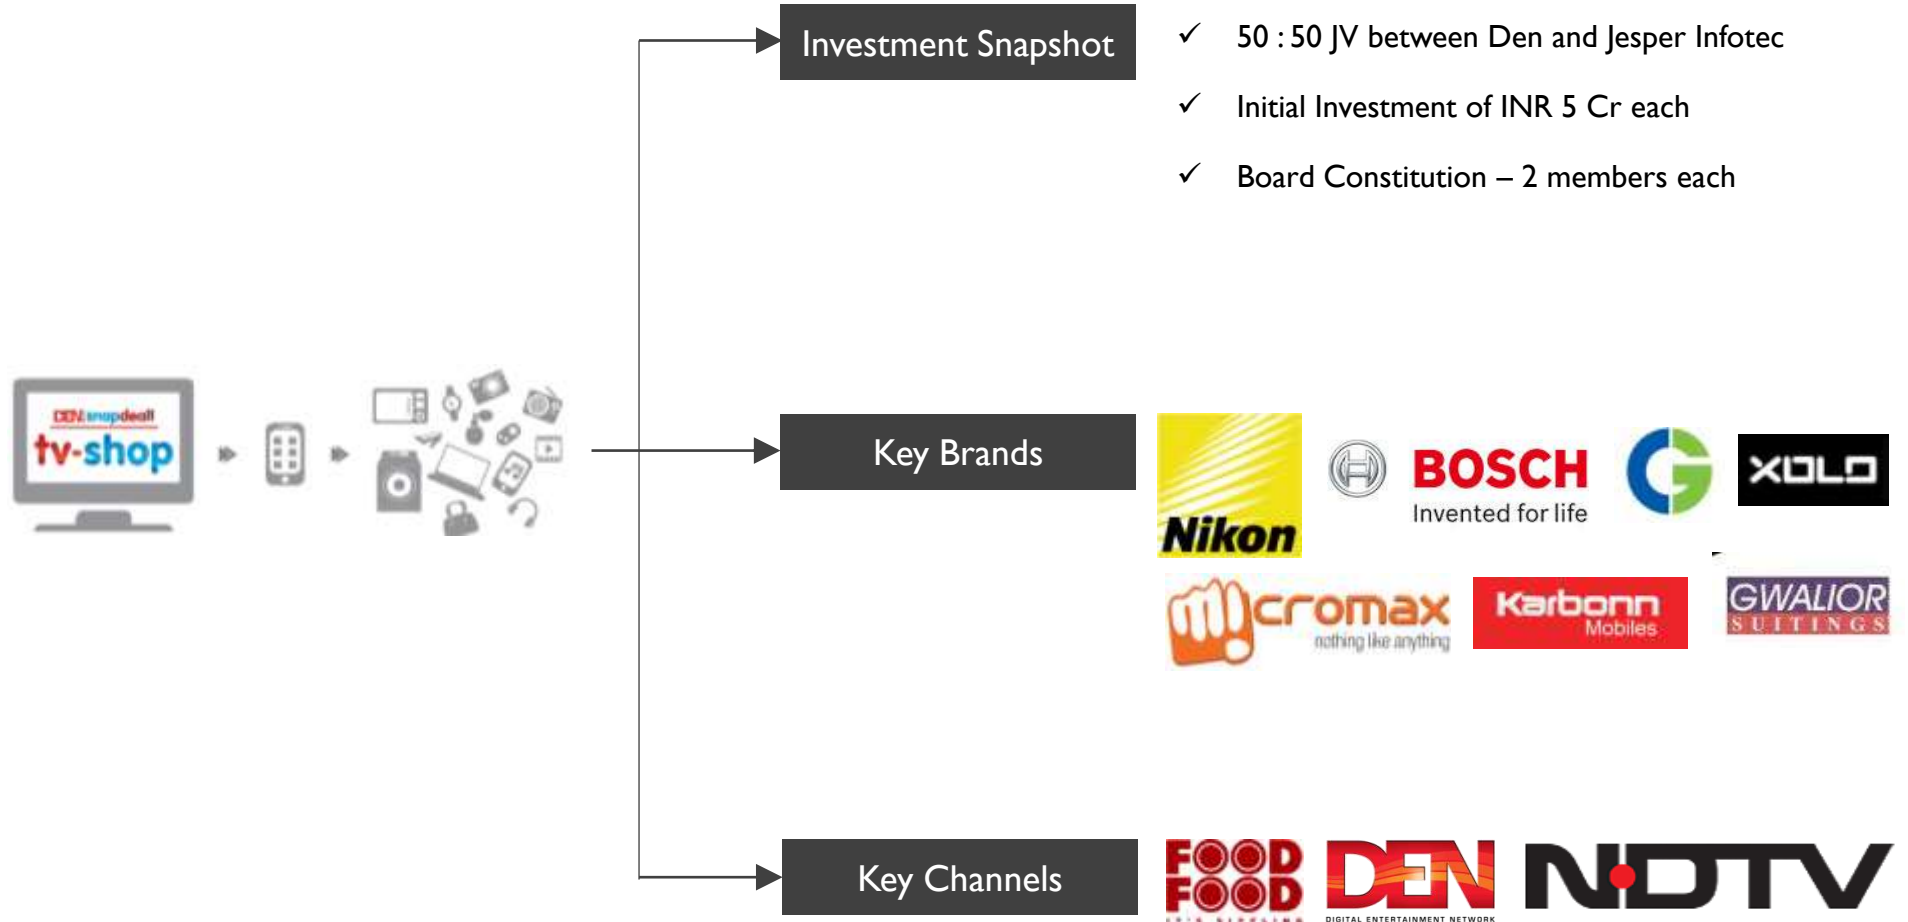 Investment Snapshot
✓ 50 : 50 JV between Den and Jesper Infotec
✓ Initial Investment of INR 5 Cr each
✓ Board Constitution – 2 members each
DEN snapdeal
tv-shop
Key Brands
Nikon
BOSCH
Invented for life
XOLO
micromax
nothing like anything
Karbonn
Mobiles
GWALIOR
SUITINGS
Key Channels
FOOD
FOOD
DEN
DIGITAL ENTERTAINMENT NETWORK
NDTV